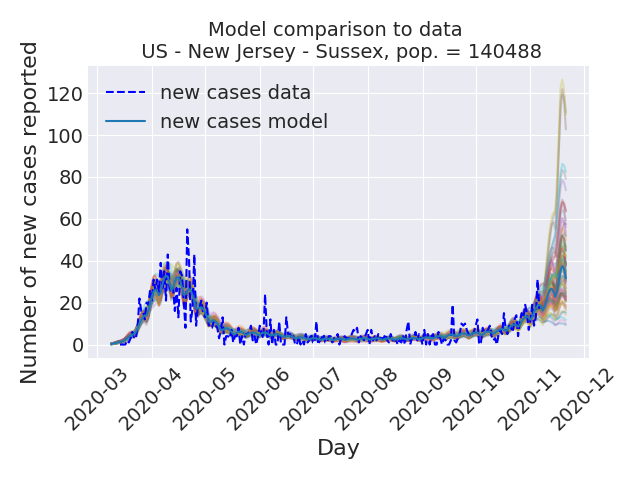 Model comparison to data
US - New Jersey - Sussex, pop. = 140488
Number of new cases reported
120
100
80
60
40
20
0
new cases data
new cases model
2020-03
2020-04
2020-05
2020-06
2020-07
2020-08
2020-09
2020-10
2020-11
2020-12
Day